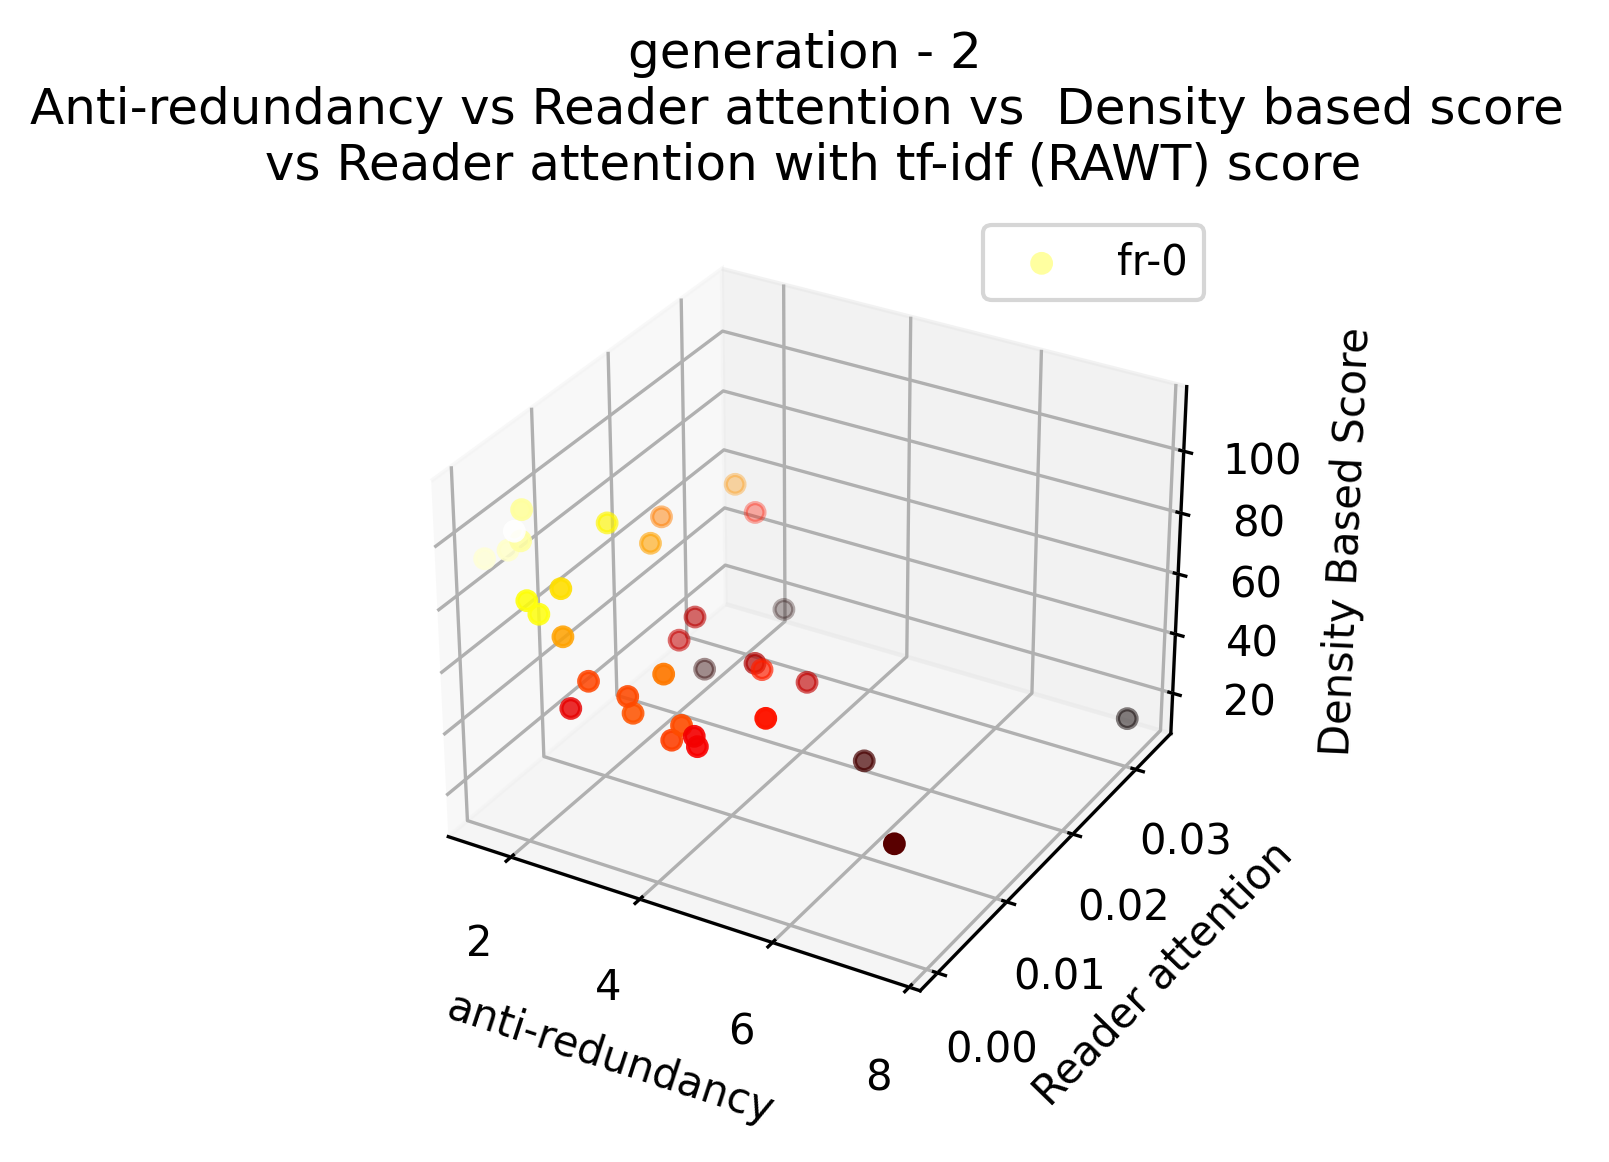 generation - 2
Anti-redundancy vs Reader attention vs  Density based score
vs Reader attention with tf-idf (RAWT) score
fr-0
100
80
60
40
20
Density Based Score
0.03
0.02
0.01
0.00
Reader attention
2
4
6
8
anti-redundancy